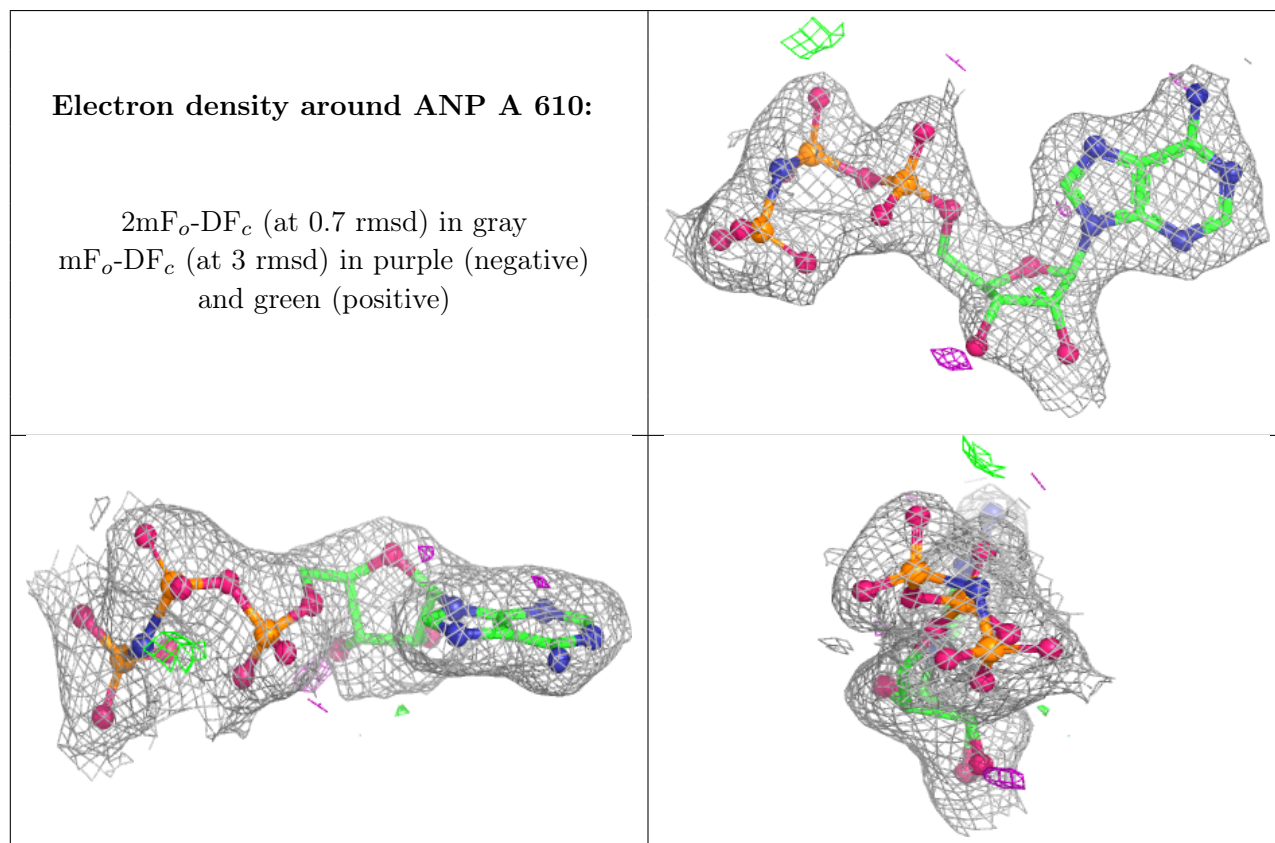 Electron density around ANP A 610:
2mFₒ-DF𝒸 (at 0.7 rmsd) in gray
mFₒ-DF𝒸 (at 3 rmsd) in purple (negative)
and green (positive)